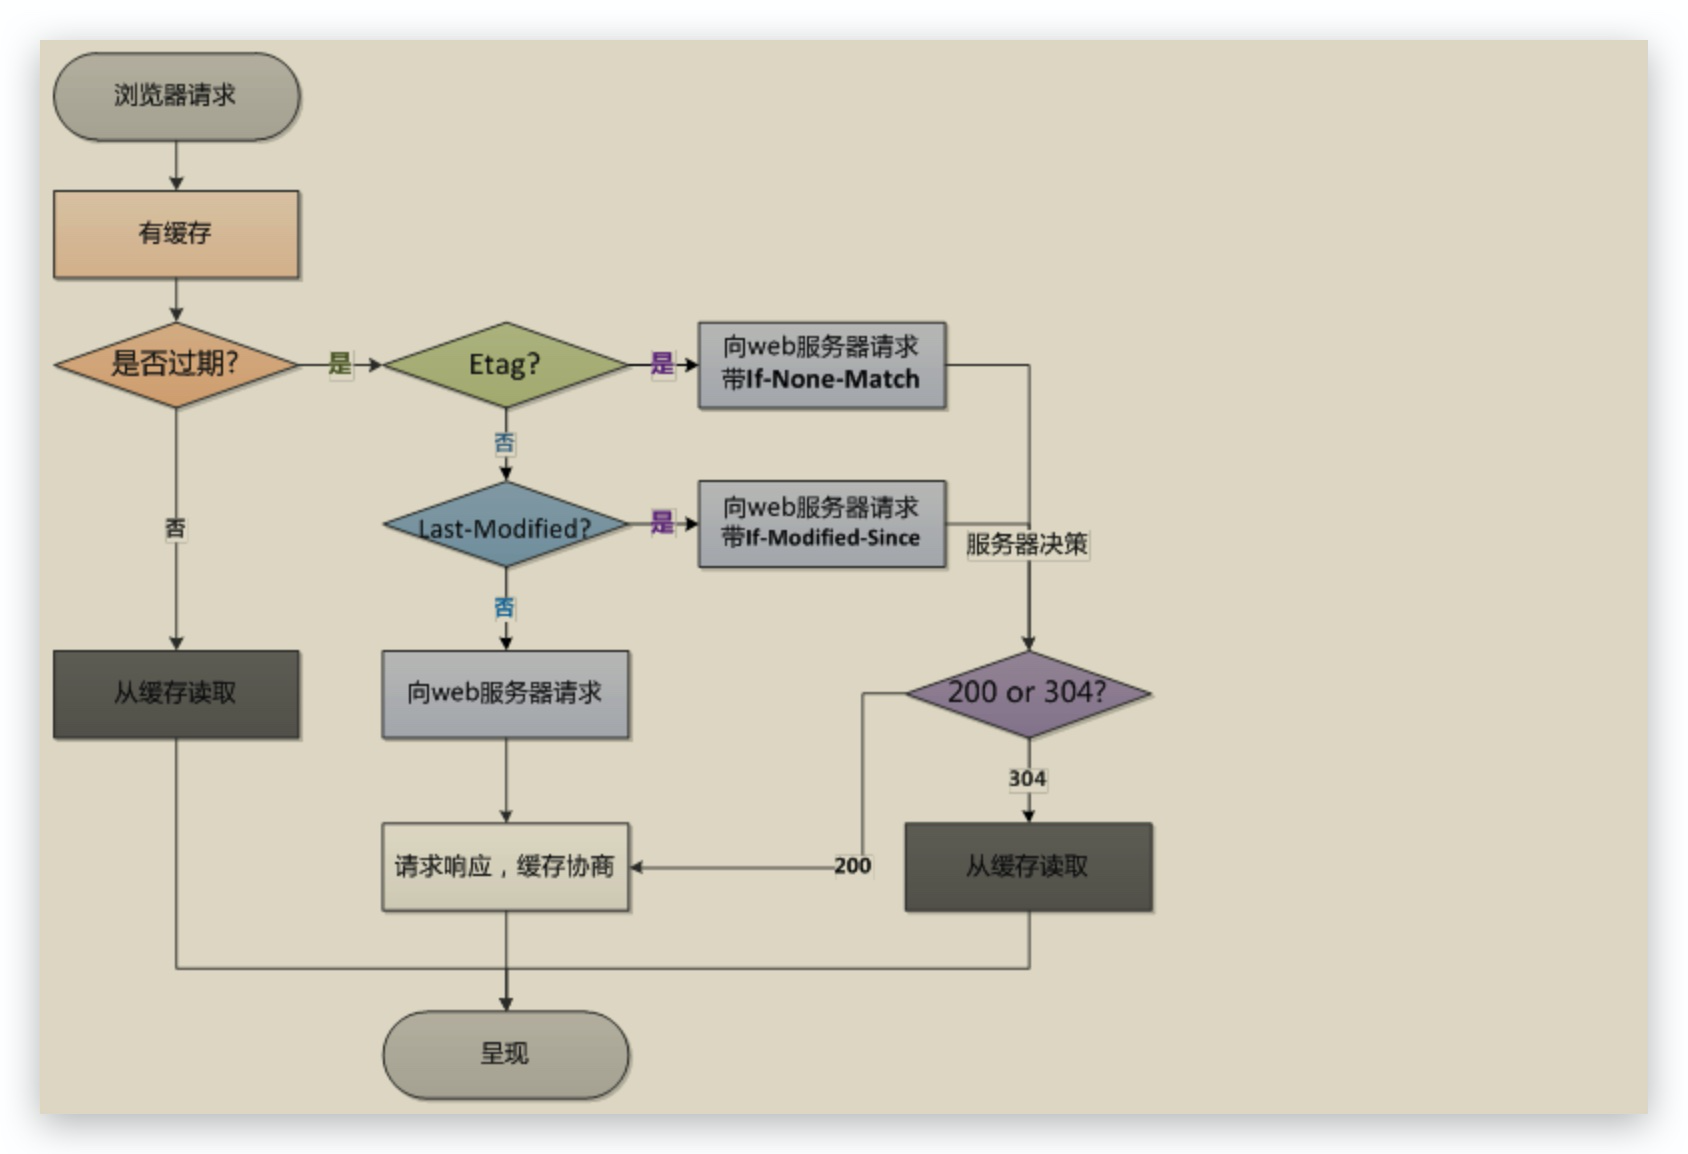 浏览器请求
有缓存
是否过期?
是
Etag?
是
向web服务器请求
带If-None-Match
否
否
Last-Modified?
是
向web服务器请求
带If-Modified-Since
服务器决策
否
从缓存读取
向web服务器请求
200 or 304?
304
请求响应，缓存协商
200
从缓存读取
呈现